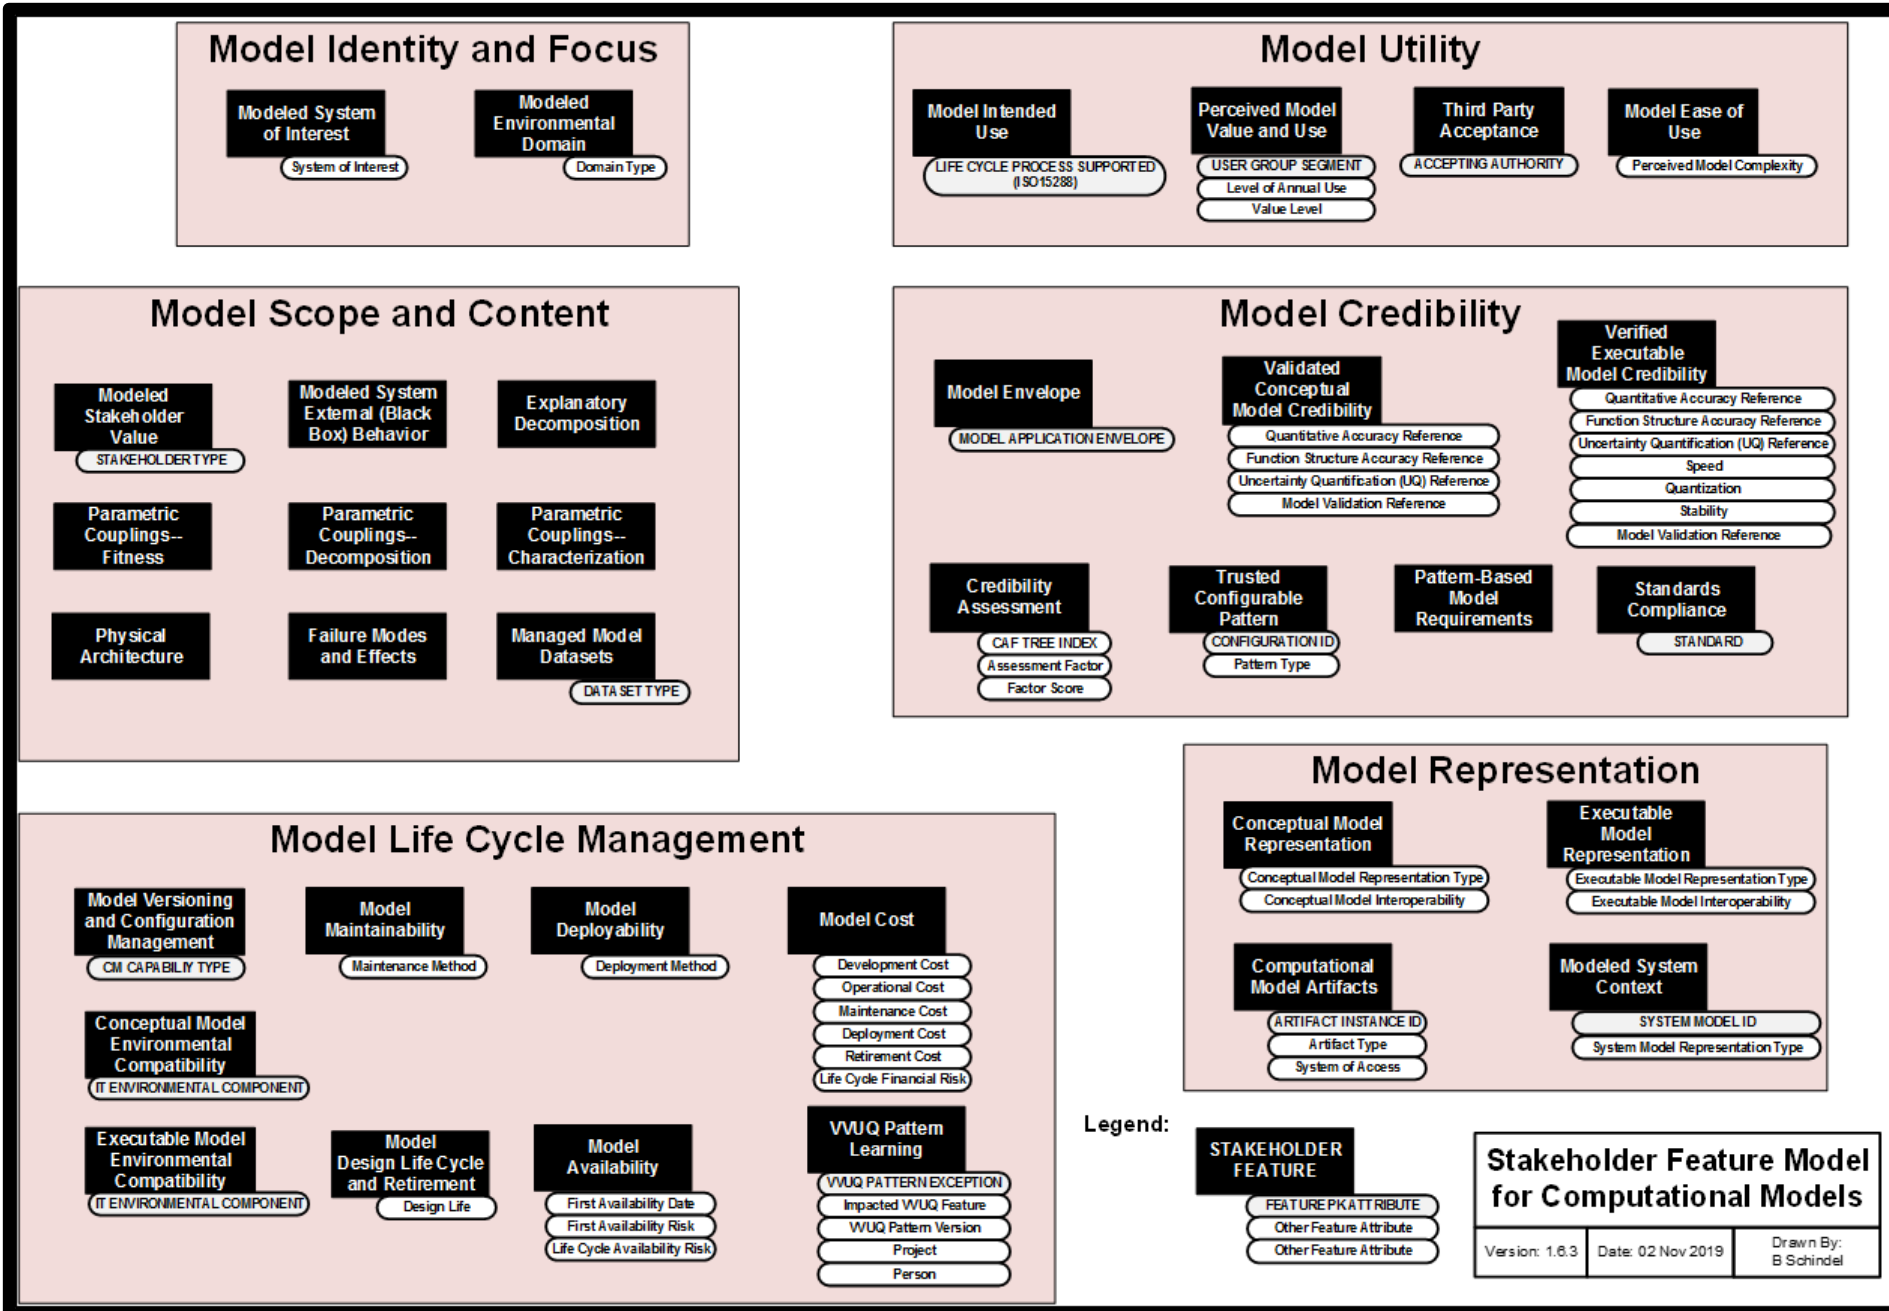 Model Identity and Focus
Modeled System
of Interest
System of Interest
Modeled
Environmental
Domain
Domain Type
Model Utility
Model Intended
Use
LIFE CYCLE PROCESS SUPPORTED
(ISO15288)
Perceived Model
Value and Use
USER GROUP SEGMENT
Level of Annual Use
Value Level
Third Party
Acceptance
ACCEPTING AUTHORITY
Model Ease of
Use
Perceived Model Complexity
Model Scope and Content
Modeled
Stakeholder
Value
STAKEHOLDER TYPE
Modeled System
External (Black
Box) Behavior
Explanatory
Decomposition
Parametric
Couplings--
Fitness
Parametric
Couplings--
Decomposition
Parametric
Couplings--
Characterization
Physical
Architecture
Failure Modes
and Effects
Managed Model
Datasets
DATASET TYPE
Model Credibility
Model Envelope
MODEL APPLICATION ENVELOPE
Validated
Conceptual
Model Credibility
Quantitative Accuracy Reference
Function Structure Accuracy Reference
Uncertainty Quantification (UQ) Reference
Model Validation Reference
Verified
Executable
Model Credibility
Quantitative Accuracy Reference
Function Structure Accuracy Reference
Uncertainty Quantification (UQ) Reference
Speed
Quantization
Stability
Model Validation Reference
Credibility
Assessment
CAF TREE INDEX
Assessment Factor
Factor Score
Trusted
Configurable
Pattern
CONFIGURATION ID
Pattern Type
Pattern-Based
Model
Requirements
Standards
Compliance
STANDARD
Model Life Cycle Management
Model Versioning
and Configuration
Management
CM CAPABILIY TYPE
Model
Maintainability
Maintenance Method
Model
Deployability
Deployment Method
Model Cost
Development Cost
Operational Cost
Maintenance Cost
Deployment Cost
Retirement Cost
Life Cycle Financial Risk
Conceptual Model
Environmental
Compatibility
IT ENVIRONMENTAL COMPONENT
Executable Model
Environmental
Compatibility
IT ENVIRONMENTAL COMPONENT
Model
Design Life Cycle
and Retirement
Design Life
Model
Availability
First Availability Date
First Availability Risk
Life Cycle Availability Risk
VVUQ Pattern
Learning
VVUQ PATTERN EXCEPTION
Impacted VVUQ Feature
VVUQ Pattern Version
Project
Person
Model Representation
Conceptual Model
Representation
Conceptual Model Representation Type
Conceptual Model Interoperability
Executable
Model
Representation
Executable Model Representation Type
Executable Model Interoperability
Computational
Model Artifacts
ARTIFACT INSTANCE ID
Artifact Type
System of Access
Modeled System
Context
SYSTEM MODEL ID
System Model Representation Type
Legend:
STAKEHOLDER
FEATURE
FEATURE PK ATTRIBUTE
Other Feature Attribute
Other Feature Attribute
Stakeholder Feature Model
for Computational Models
Version: 1.6.3
Date: 02 Nov 2019
Drawn By:
B Schindel